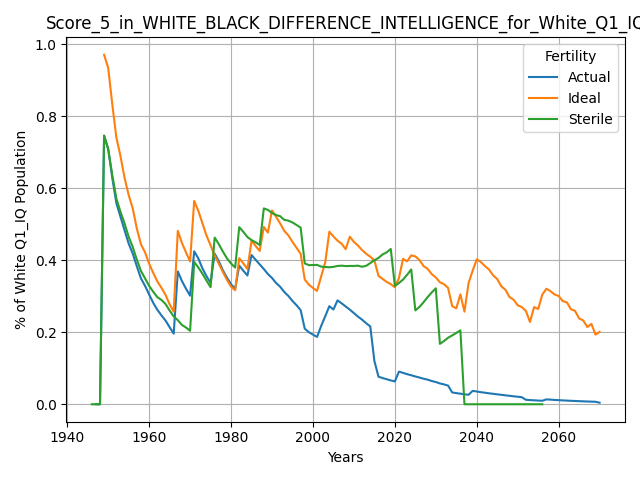 Score_5_in_WHITE_BLACK_DIFFERENCE_INTELLIGENCE_for_White_Q1_IQ
Fertility
Actual
Ideal
Sterile
1.0
0.8
0.6
0.4
0.2
0.0
% of White Q1_IQ Population
1940 1960 1980 2000 2020 2040 2060
Years